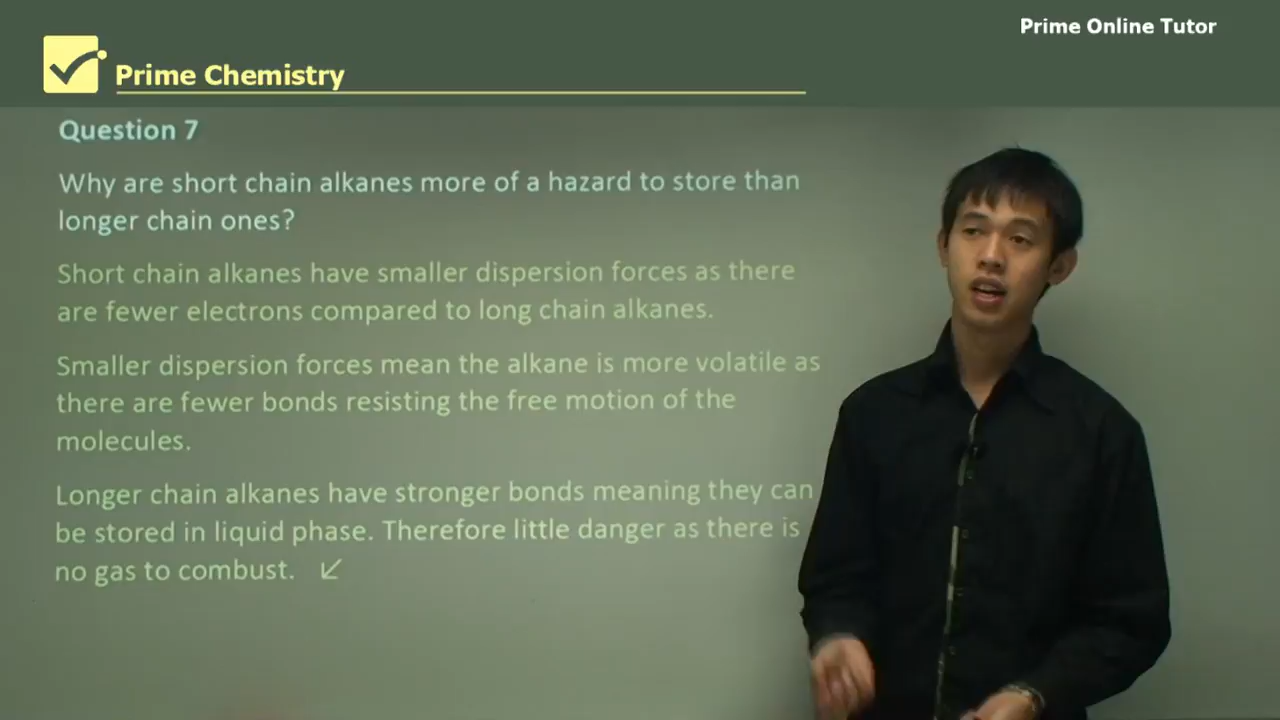 Prime Online Tutor
Prime Chemistry
Question 7
Why are short chain alkanes more of a hazard to store than
longer chain ones?
Short chain alkanes have smaller dispersion forces as there
are fewer electrons compared to long chain alkanes.
Smaller dispersion forces mean the alkane is more volatile as
there are fewer bonds resisting the free motion of the
molecules.
Longer chain alkanes have stronger bonds meaning they can
be stored in liquid phase. Therefore little danger as there is
no gas to combust.